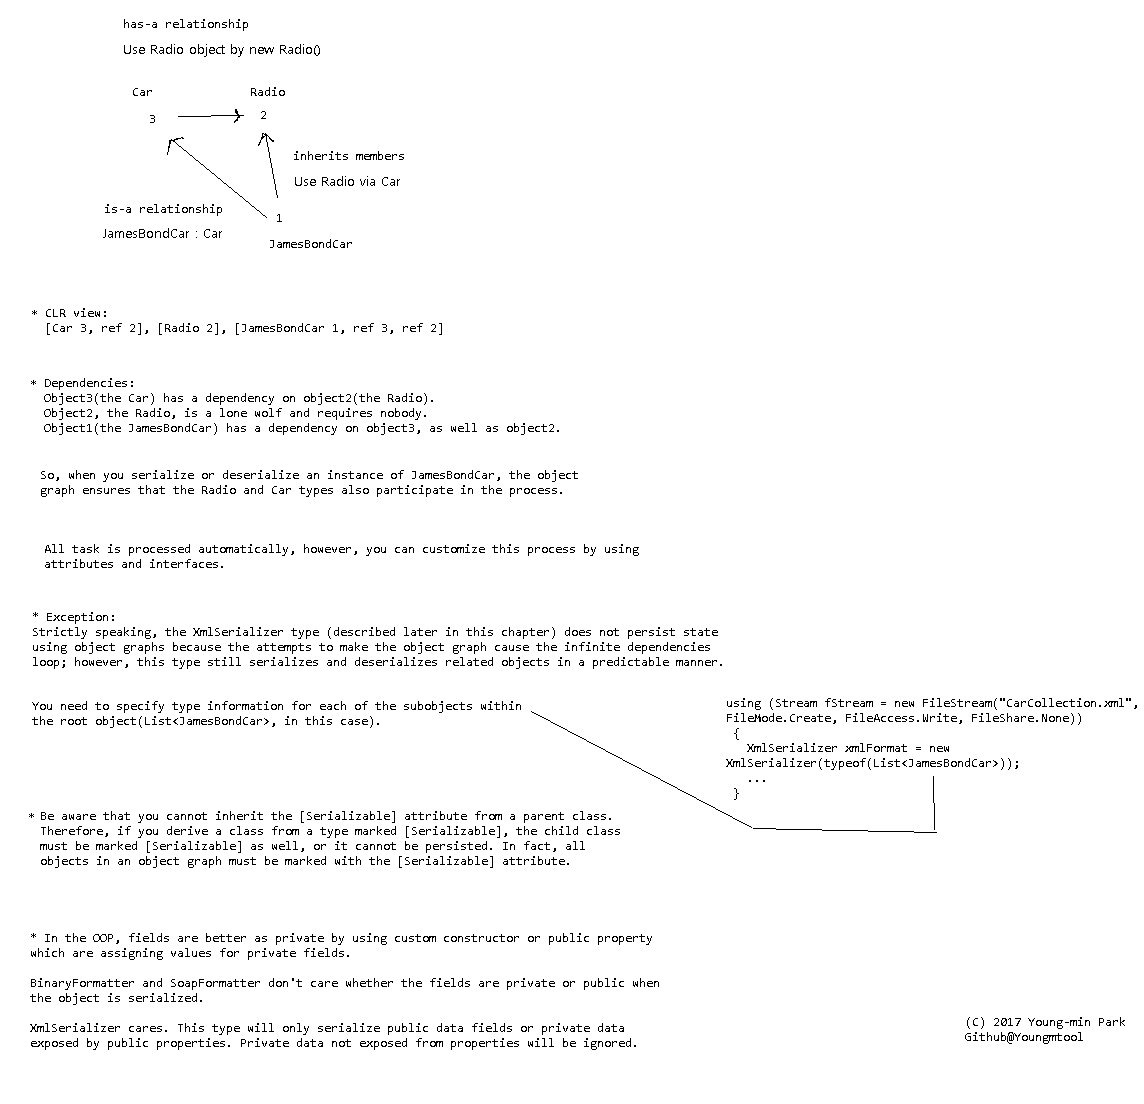 has-a relationship
Use Radio object by new Radio()
Car
Radio
3
2
inherits members
Use Radio via Car
is-a relationship
JamesBondCar : Car
1
JamesBondCar
* CLR view:
[Car 3, ref 2], [Radio 2], [JamesBondCar 1, ref 3, ref 2]
* Dependencies:
Object3(the Car) has a dependency on object2(the Radio).
Object2, the Radio, is a lone wolf and requires nobody.
Object1(the JamesBondCar) has a dependency on object3, as well as object2.
So, when you serialize or deserialize an instance of JamesBondCar, the object
graph ensures that the Radio and Car types also participate in the process.
All task is processed automatically, however, you can customize this process by using
attributes and interfaces.
* Exception:
Strictly speaking, the XmlSerializer type (described later in this chapter) does not persist state
using object graphs because the attempts to make the object graph cause the infinite dependencies
loop; however, this type still serializes and deserializes related objects in a predictable manner.
You need to specify type information for each of the subobjects within
the root object(List<JamesBondCar>, in this case).
using (Stream fStream = new FileStream("CarCollection.xml",
FileMode.Create, FileAccess.Write, FileShare.None))
{
XmlSerializer xmlFormat = new
XmlSerializer(typeof(List<JamesBondCar>));
...
}
* Be aware that you cannot inherit the [Serializable] attribute from a parent class.
Therefore, if you derive a class from a type marked [Serializable], the child class
must be marked [Serializable] as well, or it cannot be persisted. In fact, all
objects in an object graph must be marked with the [Serializable] attribute.
* In the OOP, fields are better as private by using custom constructor or public property
which are assigning values for private fields.
BinaryFormatter and SoapFormatter don't care whether the fields are private or public when
the object is serialized.
XmlSerializer cares. This type will only serialize public data fields or private data
exposed by public properties. Private data not exposed from properties will be ignored.
(C) 2017 Young-min Park
Github@Youngmtool